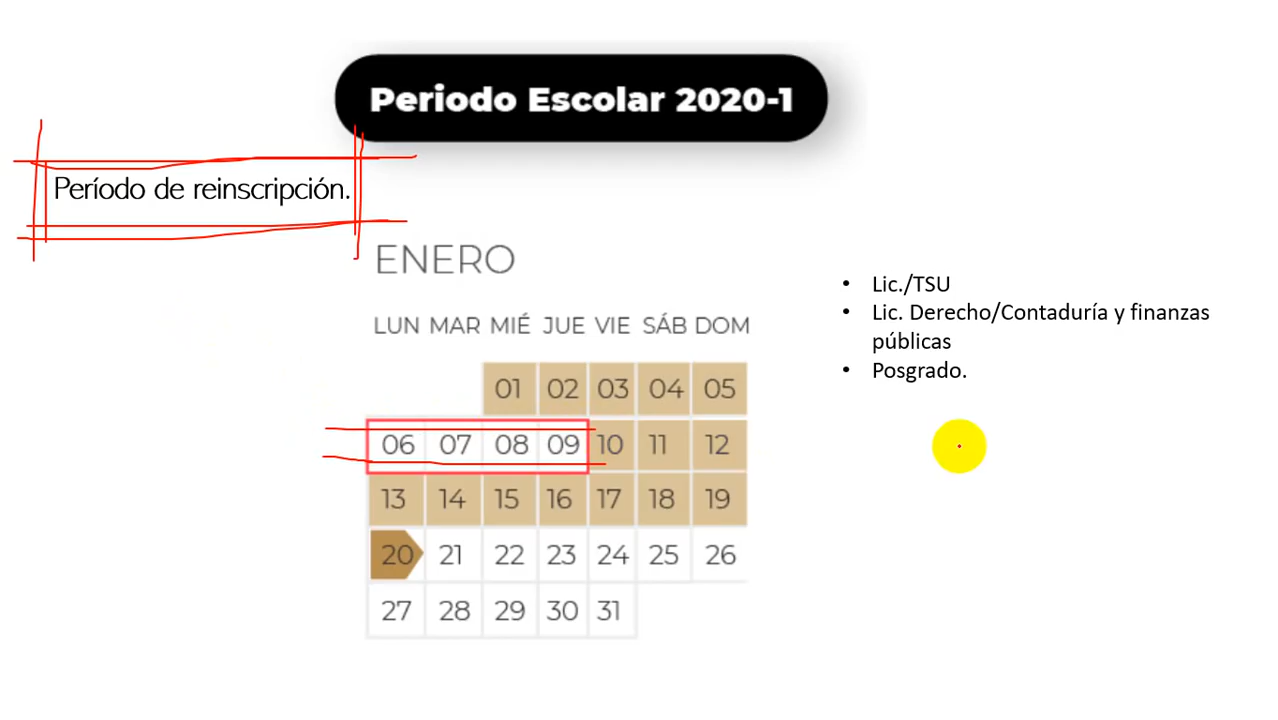 Periodo Escolar 2020-1
Período de reinscripción.
ENERO
LUN MAR MIÉ JUE VIE SÁB DOM
01 02 03 04 05
06 07 08 09 10 11 12
13 14 15 16 17 18 19
20 21 22 23 24 25 26
27 28 29 30 31
• Lic./TSU
• Lic. Derecho/Contaduría y finanzas
públicas
• Posgrado.